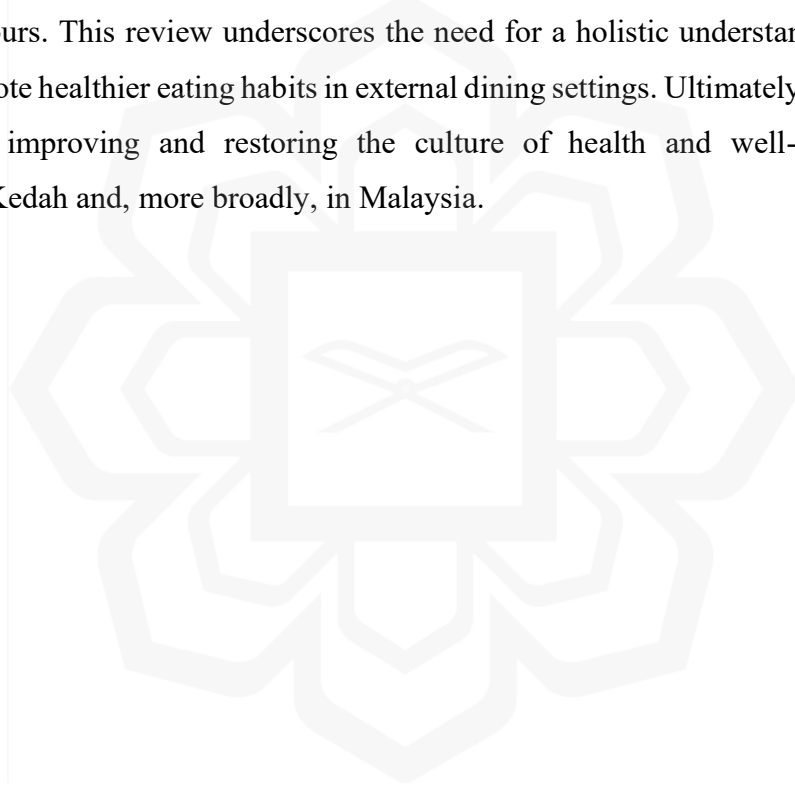 urs. This review underscores the need for a holistic understan
ote healthier eating habits in external dining settings. Ultimately
improving and restoring the culture of health and well-
Kedah and, more broadly, in Malaysia.